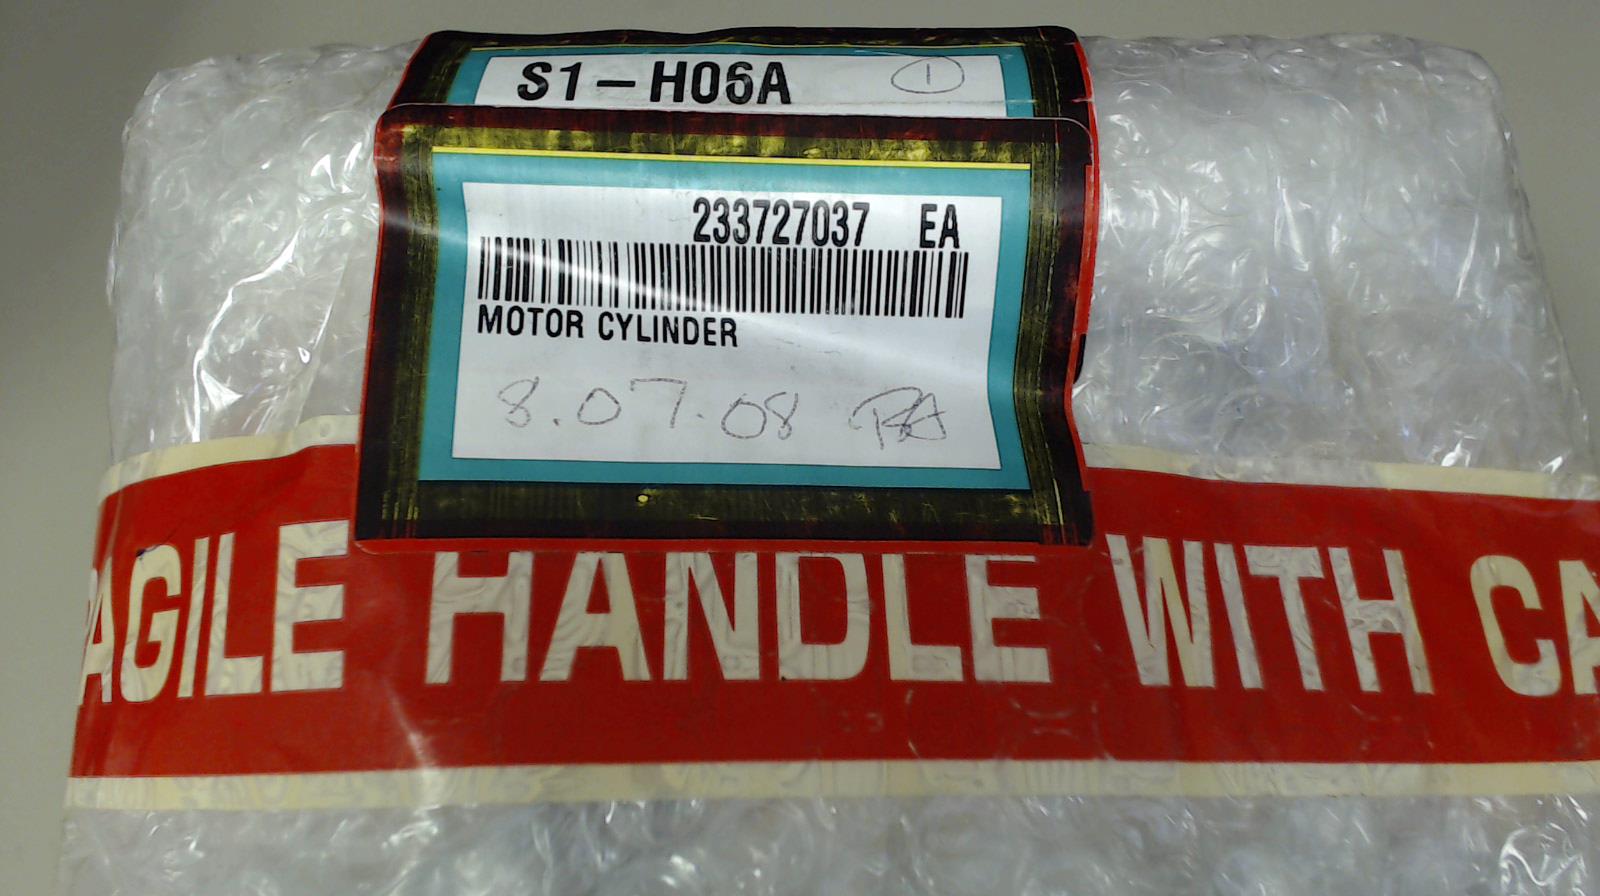 S1-H06A 1
233727037 EA
MOTOR CYLINDER
8.07.08
AGILE HANDLE WITH CA